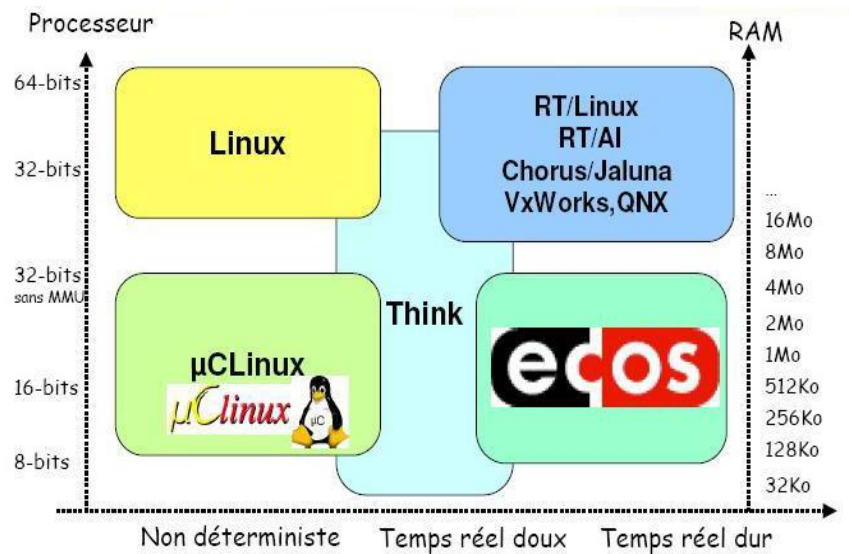 Processeur
RAM
64-bits
32-bits
32-bits
sans MMU
16-bits
8-bits
Linux
RT/Linux
RT/AI
Chorus/Jaluna
VxWorks,QNX
Think
µCLinux
µClinux
µC
ecos
...
16Mo
8Mo
4Mo
2Mo
1Mo
512Ko
256Ko
128Ko
32Ko
Non déterministe
Temps réel doux
Temps réel dur